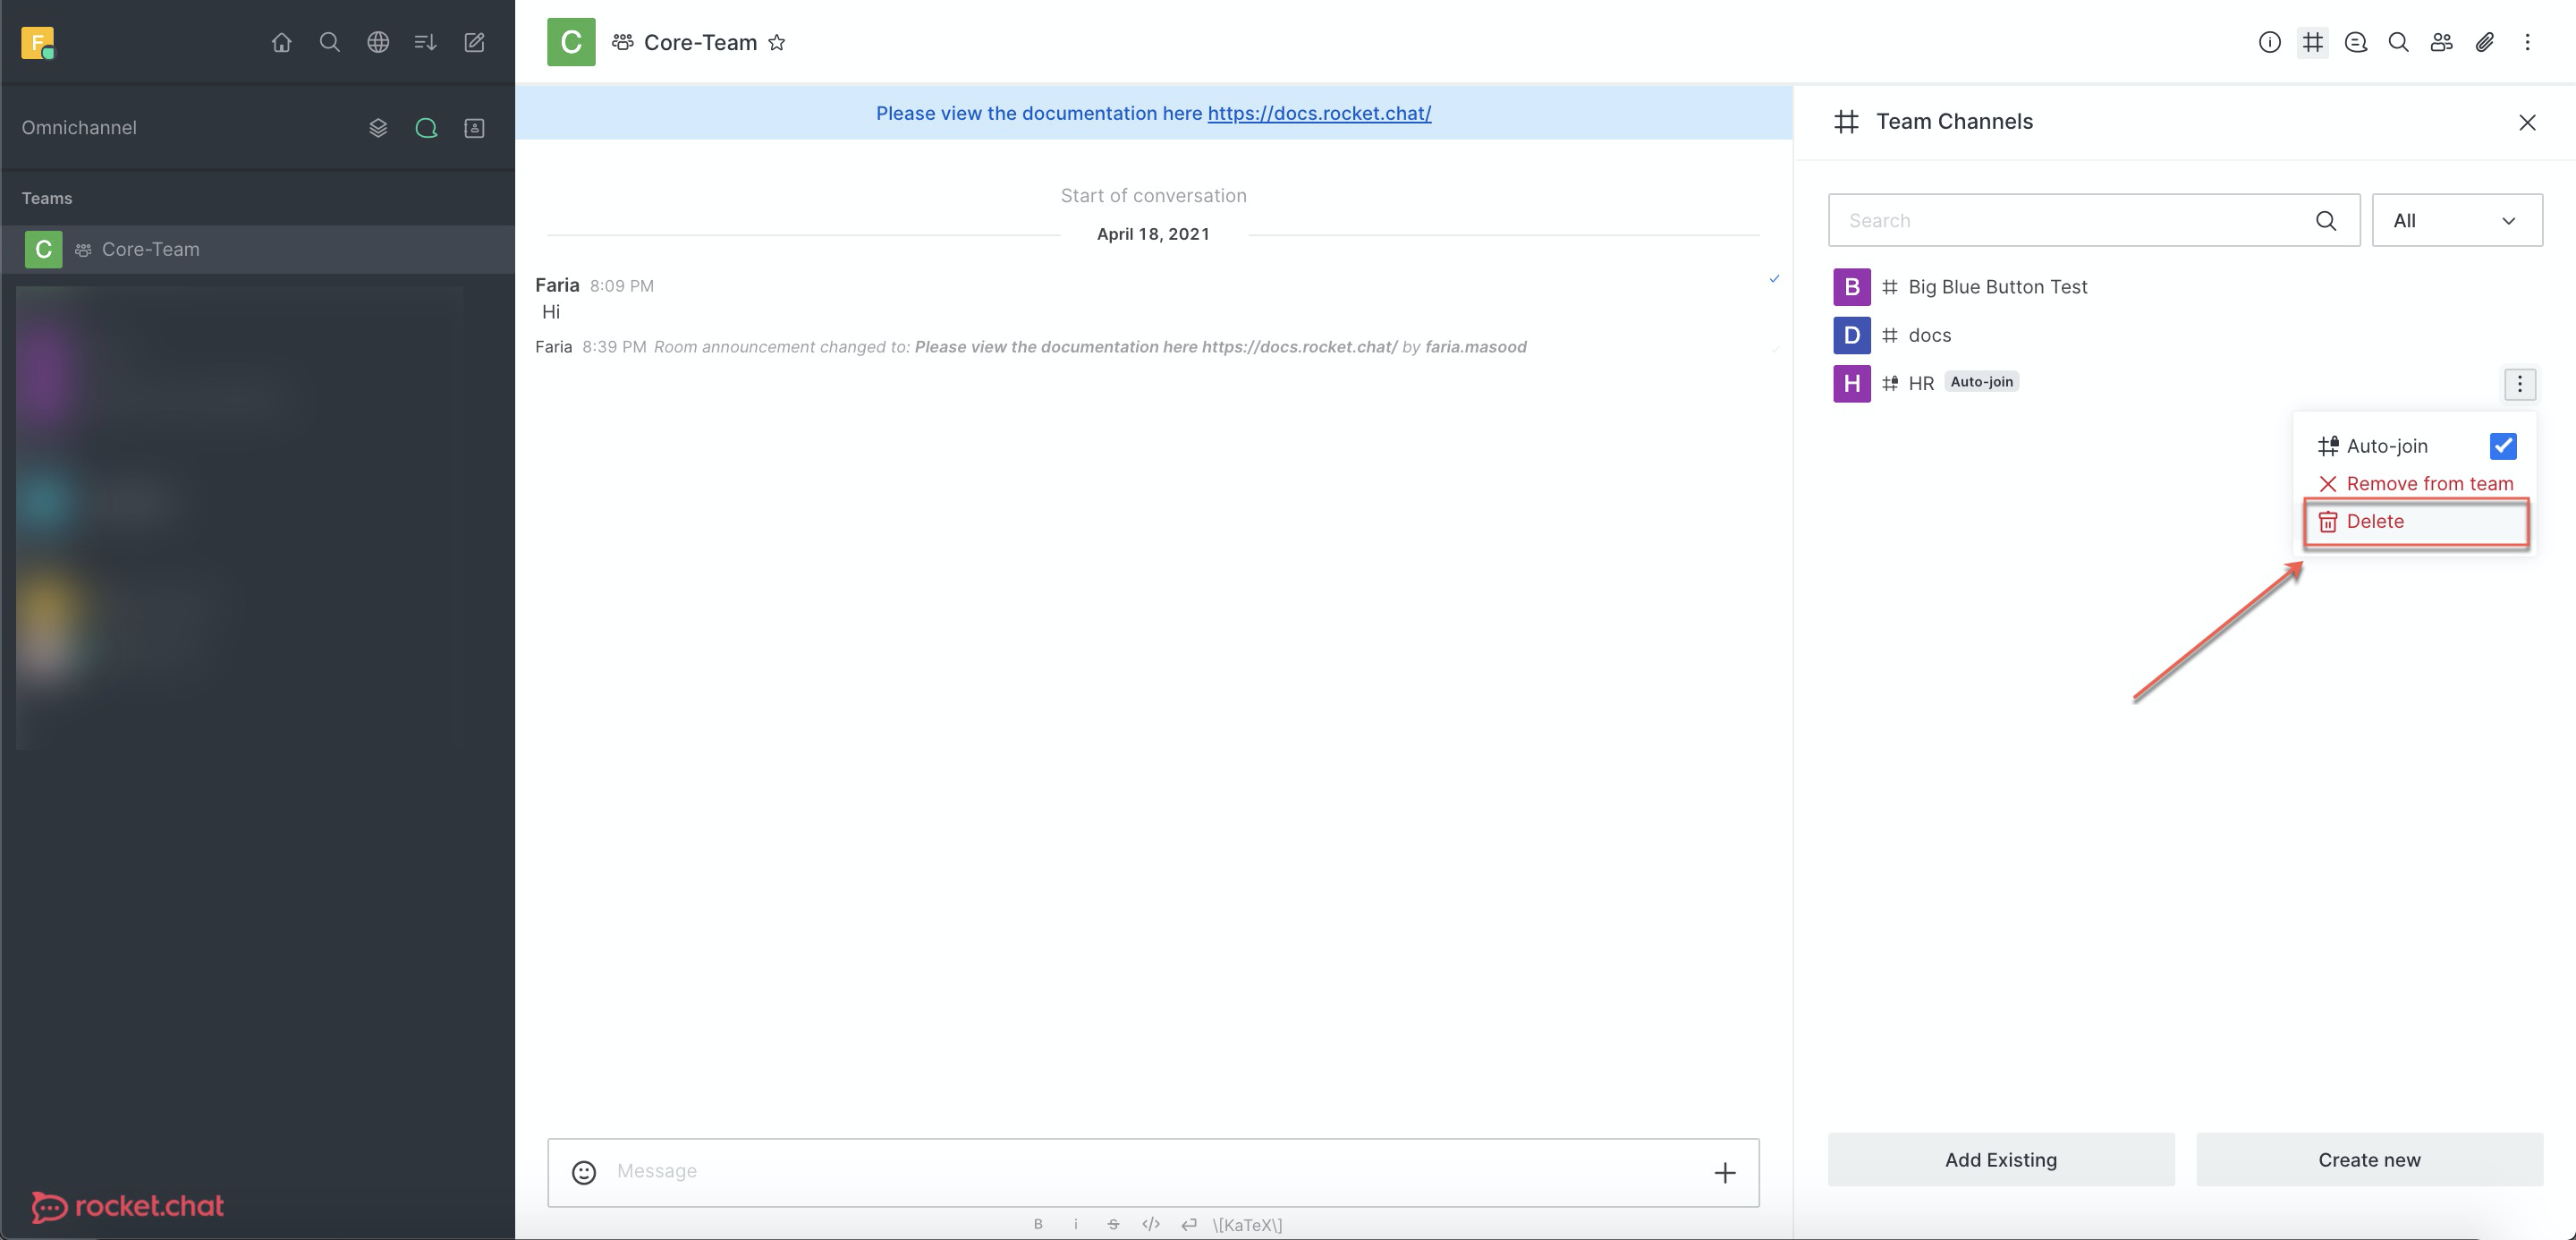 F
Omnichannel
Teams
C Core-Team
rocket.chat
C Core-Team
Please view the documentation here https://docs.rocket.chat/
Start of conversation
April 18, 2021
Faria 8:09 PM
Hi
Faria 8:39 PM Room announcement changed to: Please view the documentation here https://docs.rocket.chat/ by faria.masood
Message
B i S </> \[KaTeX\]
Team Channels
Search All
B Big Blue Button Test
D docs
H HR Auto-join
Auto-join
Remove from team
Delete
Add Existing Create new